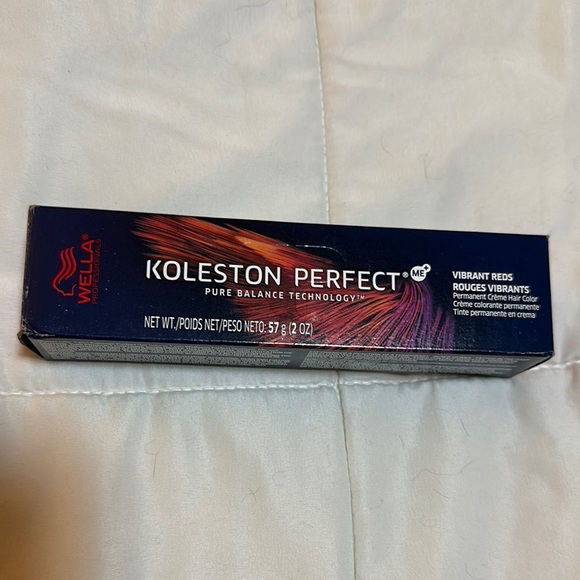 WELLA®
PROFESSIONALS
KOLESTON PERFECT® ME+
PURE BALANCE TECHNOLOGY™
NET WT./POIDS NET/PESO NETO: 57 g (2 OZ)
VIBRANT REDS
ROUGES VIBRANTS
Permanent Crème Hair Color
Crème colorante permanente
Tinte permanente en crema